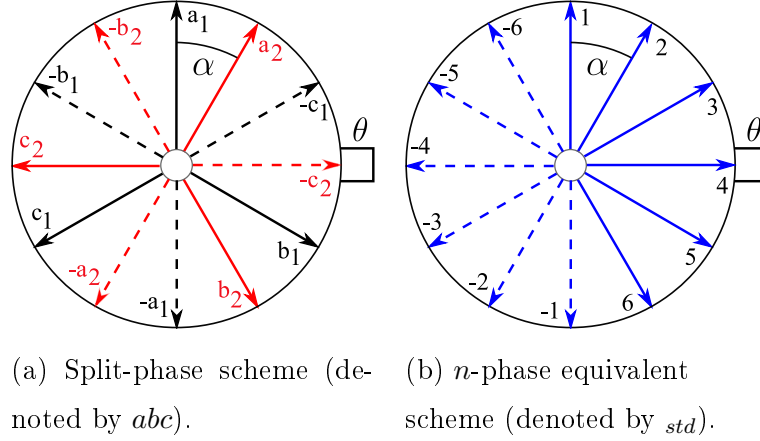 a₁
a₂
-b₂
-b₁
-c₁
α
θ
c₂
-c₂
c₁
b₁
-a₂
-a₁
b₂
1
2
3
4
5
6
-1
-2
-3
-4
-5
-6
α
θ
(a) Split-phase scheme (de-
noted by abc).
(b) n-phase equivalent
scheme (denoted by std).